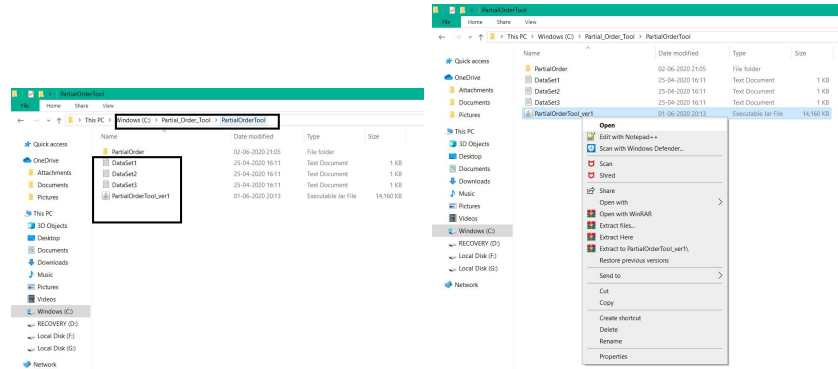 PartialOrderTool
File Home Share View
This PC > Windows (C:) > Partial_Order_Tool > PartialOrderTool
Name Date modified Type Size
Quick access
OneDrive
Attachments
Documents
Pictures
This PC
3D Objects
Desktop
Documents
Downloads
Music
Pictures
Videos
Windows (C:)
RECOVERY (D:)
Local Disk (F:)
Local Disk (G:)
Network
PartialOrder 02-06-2020 21:05 File folder
DataSet1 25-04-2020 16:11 Text Document 1 KB
DataSet2 25-04-2020 16:11 Text Document 1 KB
DataSet3 25-04-2020 16:11 Text Document 1 KB
PartialOrderTool_ver1 01-06-2020 20:13 Executable Jar File 14,160 KB
PartialOrderTool
File Home Share View
This PC > Windows (C:) > Partial_Order_Tool > PartialOrderTool
Name Date modified Type Size
Quick access
OneDrive
Attachments
Documents
Pictures
This PC
3D Objects
Desktop
Documents
Downloads
Music
Pictures
Videos
Windows (C:)
RECOVERY (D:)
Local Disk (F:)
Local Disk (G:)
Network
PartialOrder 02-06-2020 21:05 File folder
DataSet1 25-04-2020 16:11 Text Document 1 KB
DataSet2 25-04-2020 16:11 Text Document 1 KB
DataSet3 25-04-2020 16:11 Text Document 1 KB
PartialOrderTool_ver1 01-06-2020 20:13 Executable Jar File 14,160 KB
Open
Edit with Notepad++
Scan with Windows Defender...
Scan
Shred
Share
Open with
Open with WinRAR
Extract files...
Extract Here
Extract to PartialOrderTool_ver1\
Restore previous versions
Send to
Cut
Copy
Create shortcut
Delete
Rename
Properties